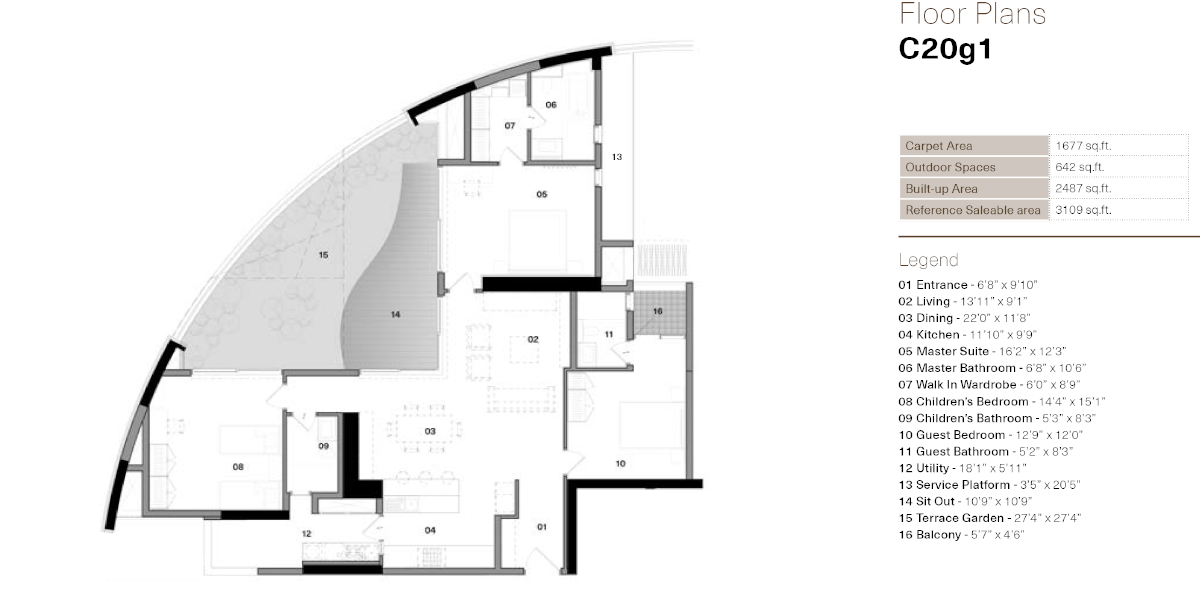 Floor Plans
C20g1
Carpet Area 1677 sq.ft.
Outdoor Spaces 642 sq.ft.
Built-up Area 2487 sq.ft.
Reference Saleable area 3109 sq.ft.
Legend
01 Entrance - 6'8" x 9'10"
02 Living - 13'11" x 9'1"
03 Dining - 22'0" x 11'8"
04 Kitchen - 11'10" x 9'9"
05 Master Suite - 16'2" x 12'3"
06 Master Bathroom - 6'8" x 10'6"
07 Walk In Wardrobe - 6'0" x 8'9"
08 Children's Bedroom - 14'4" x 15'1"
09 Children's Bathroom - 5'3" x 8'3"
10 Guest Bedroom - 12'9" x 12'0"
11 Guest Bathroom - 5'2" x 8'3"
12 Utility - 18'1" x 5'11"
13 Service Platform - 3'5" x 20'5"
14 Sit Out - 10'9" x 10'9"
15 Terrace Garden - 27'4" x 27'4"
16 Balcony - 5'7" x 4'6"
06
07
13
05
15
16
14
02
11
03
09
08
10
12
04
01